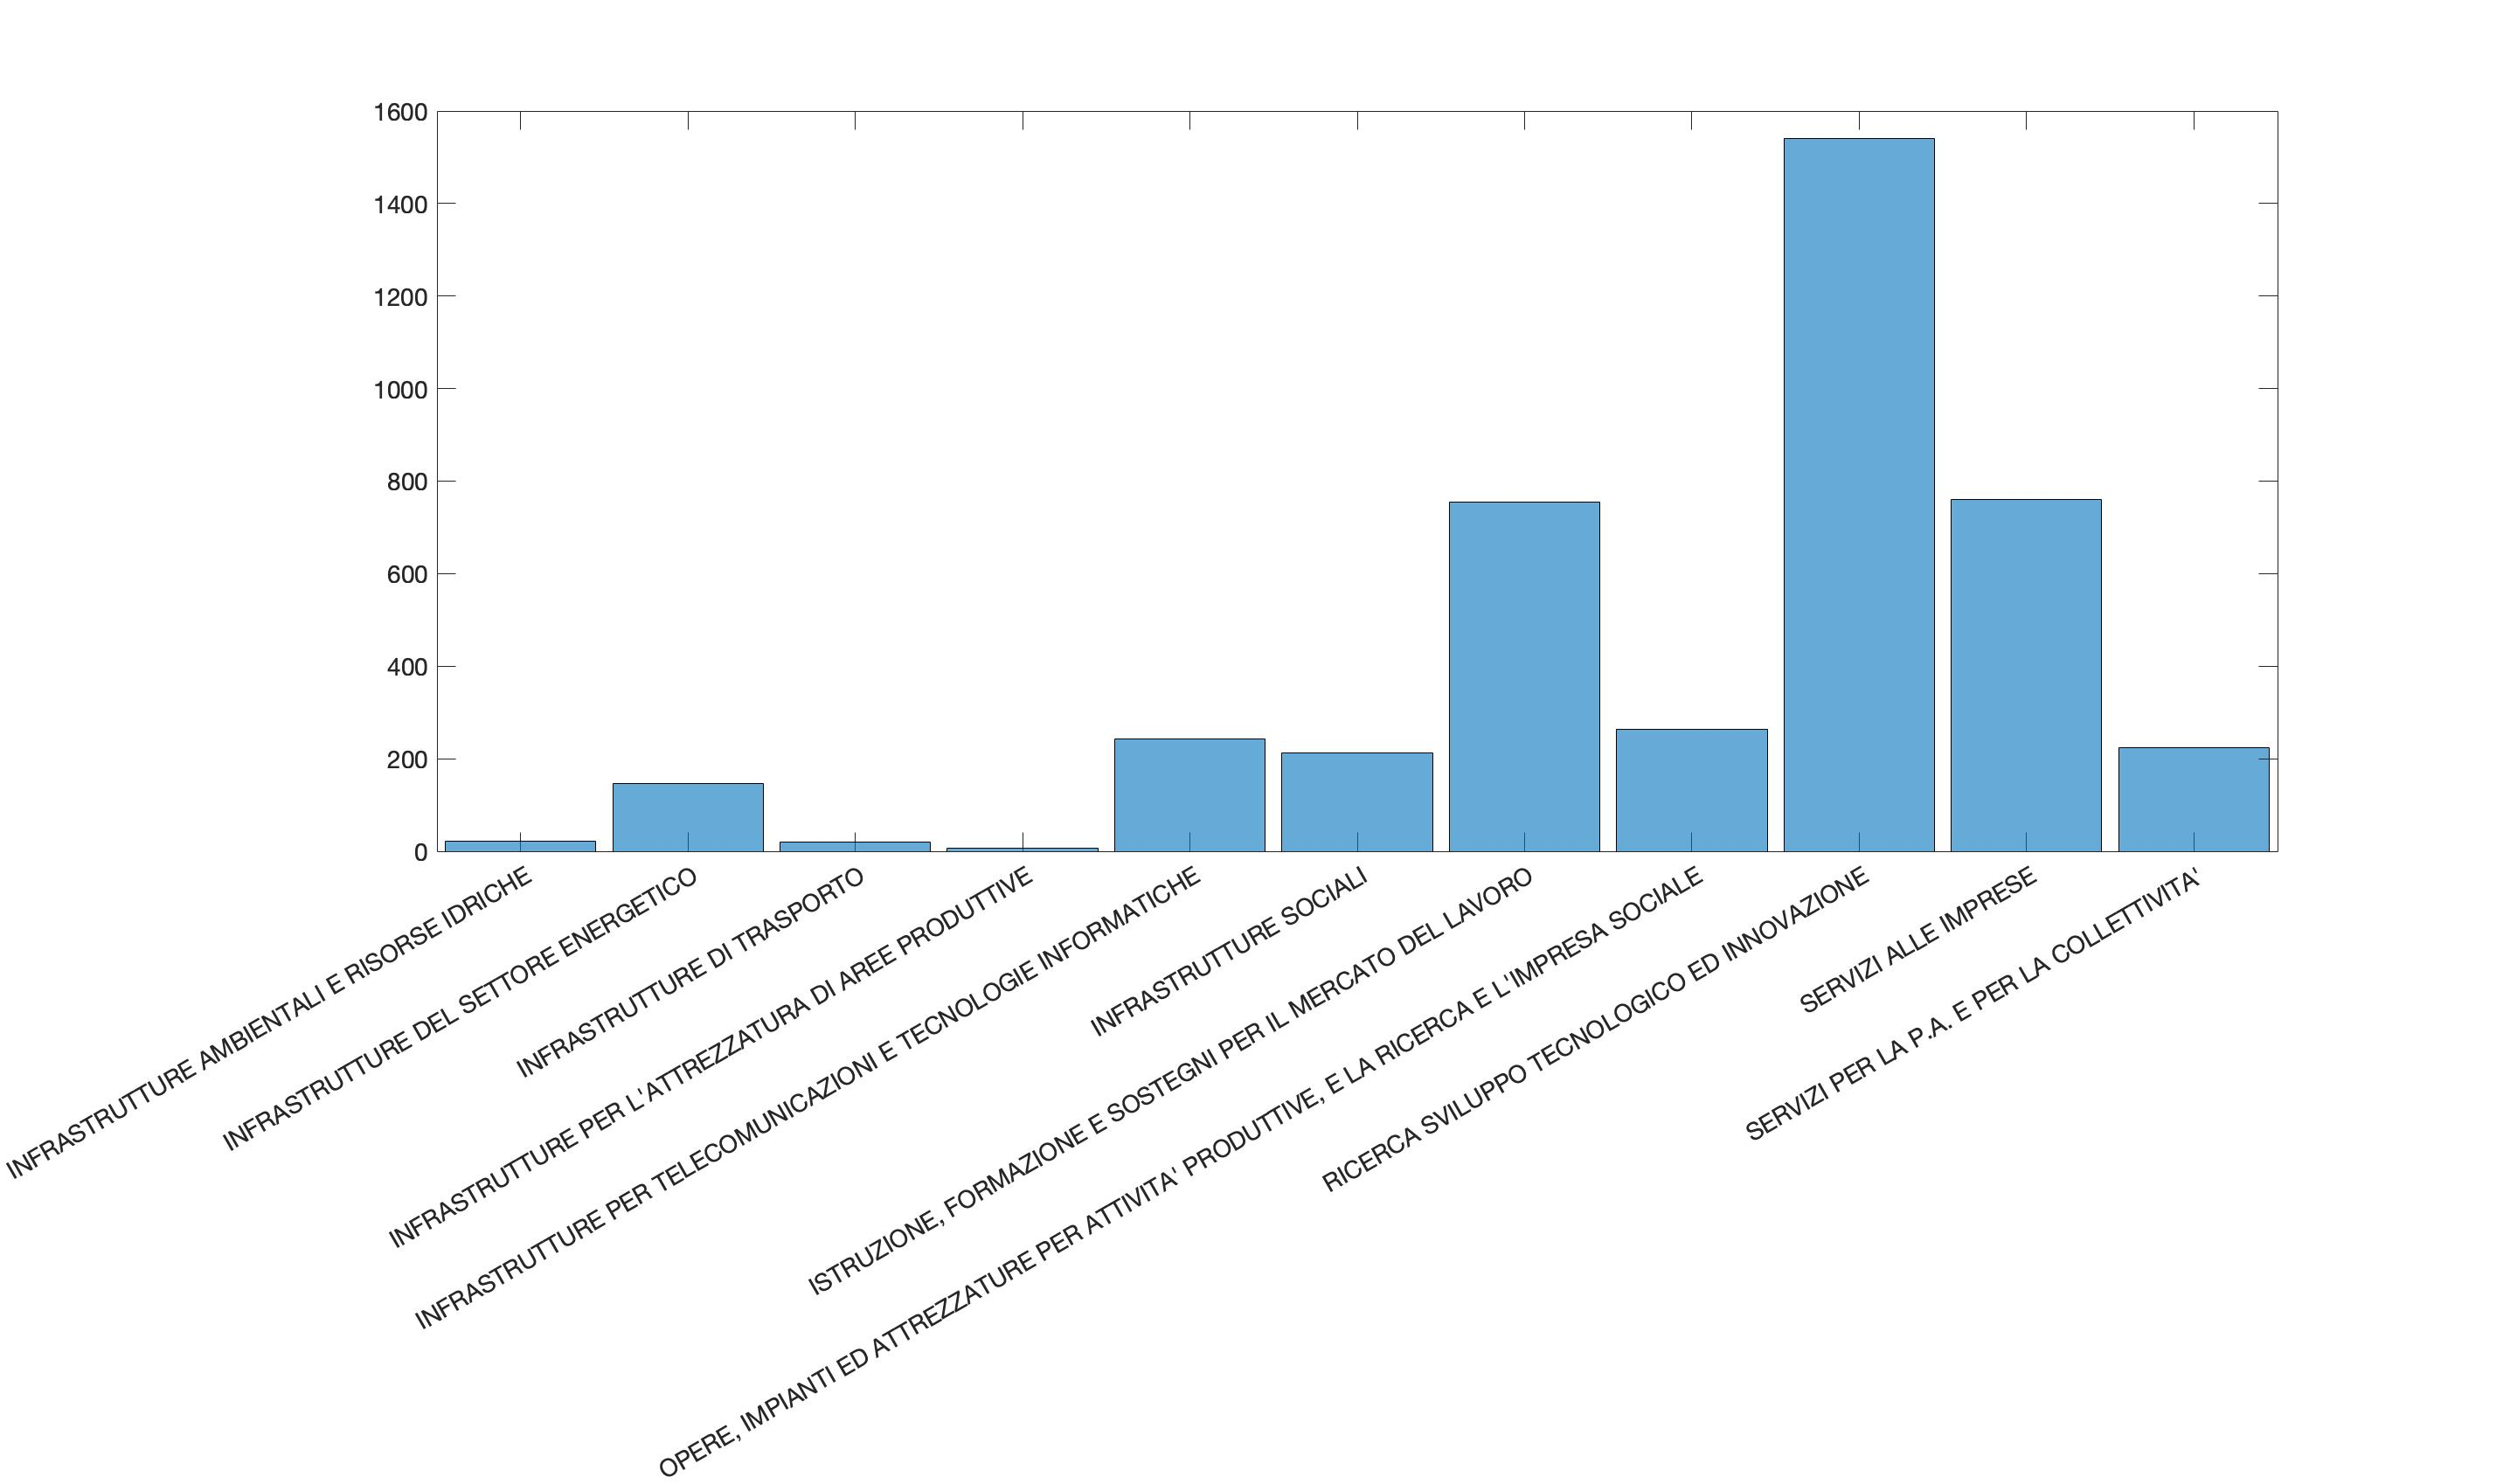 1600
1400
1200
1000
800
600
400
200
0
INFRASTRUTTURE AMBIENTALI E RISORSE IDRICHE
INFRASTRUTTURE DEL SETTORE ENERGETICO
INFRASTRUTTURE DI TRASPORTO
INFRASTRUTTURE PER L'ATTREZZATURA DI AREE PRODUTTIVE
INFRASTRUTTURE PER TELECOMUNICAZIONI E TECNOLOGIE INFORMATICHE
INFRASTRUTTURE SOCIALI
ISTRUZIONE, FORMAZIONE E SOSTEGNI PER IL MERCATO DEL LAVORO
OPERE, IMPIANTI ED ATTREZZATURE PER ATTIVITA' PRODUTTIVE, E LA RICERCA E L'IMPRESA SOCIALE
RICERCA SVILUPPO TECNOLOGICO ED INNOVAZIONE
SERVIZI ALLE IMPRESE
SERVIZI PER LA P.A. E PER LA COLLETTIVITA'